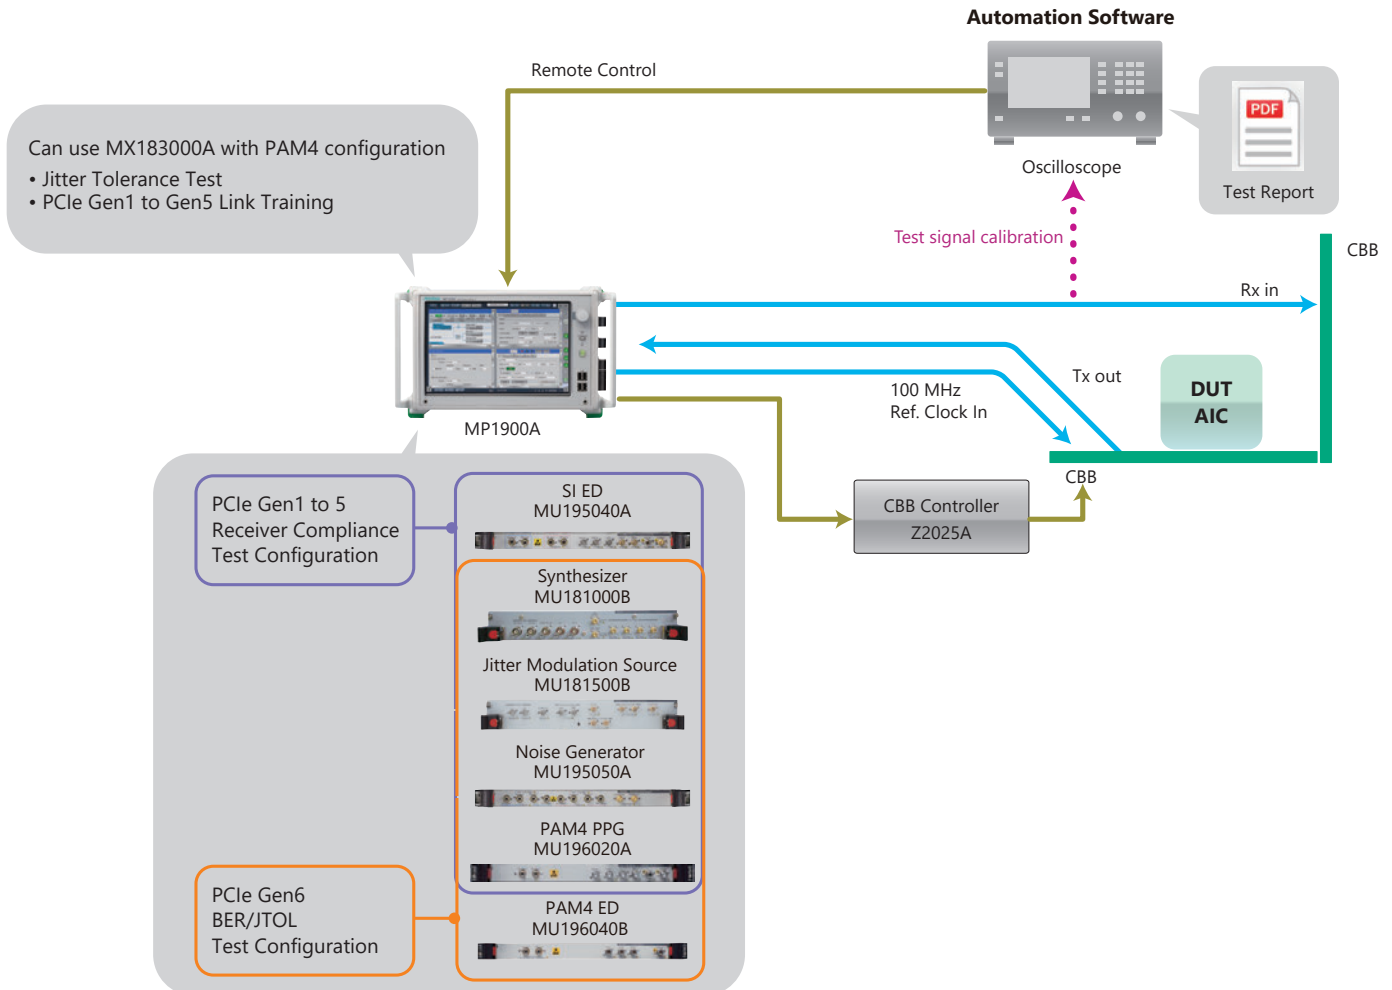 Automation Software
Remote Control
PDF
Can use MX183000A with PAM4 configuration
• Jitter Tolerance Test
• PCIe Gen1 to Gen5 Link Training
Oscilloscope
Test Report
Test signal calibration
CBB
Rx in
Tx out
100 MHz
Ref. Clock In
DUT
AIC
MP1900A
CBB
CBB Controller
Z2025A
PCIe Gen1 to 5
Receiver Compliance
Test Configuration
SI ED
MU195040A
Synthesizer
MU181000B
Jitter Modulation Source
MU181500B
Noise Generator
MU195050A
PAM4 PPG
MU196020A
PCIe Gen6
BER/JTOL
Test Configuration
PAM4 ED
MU196040B